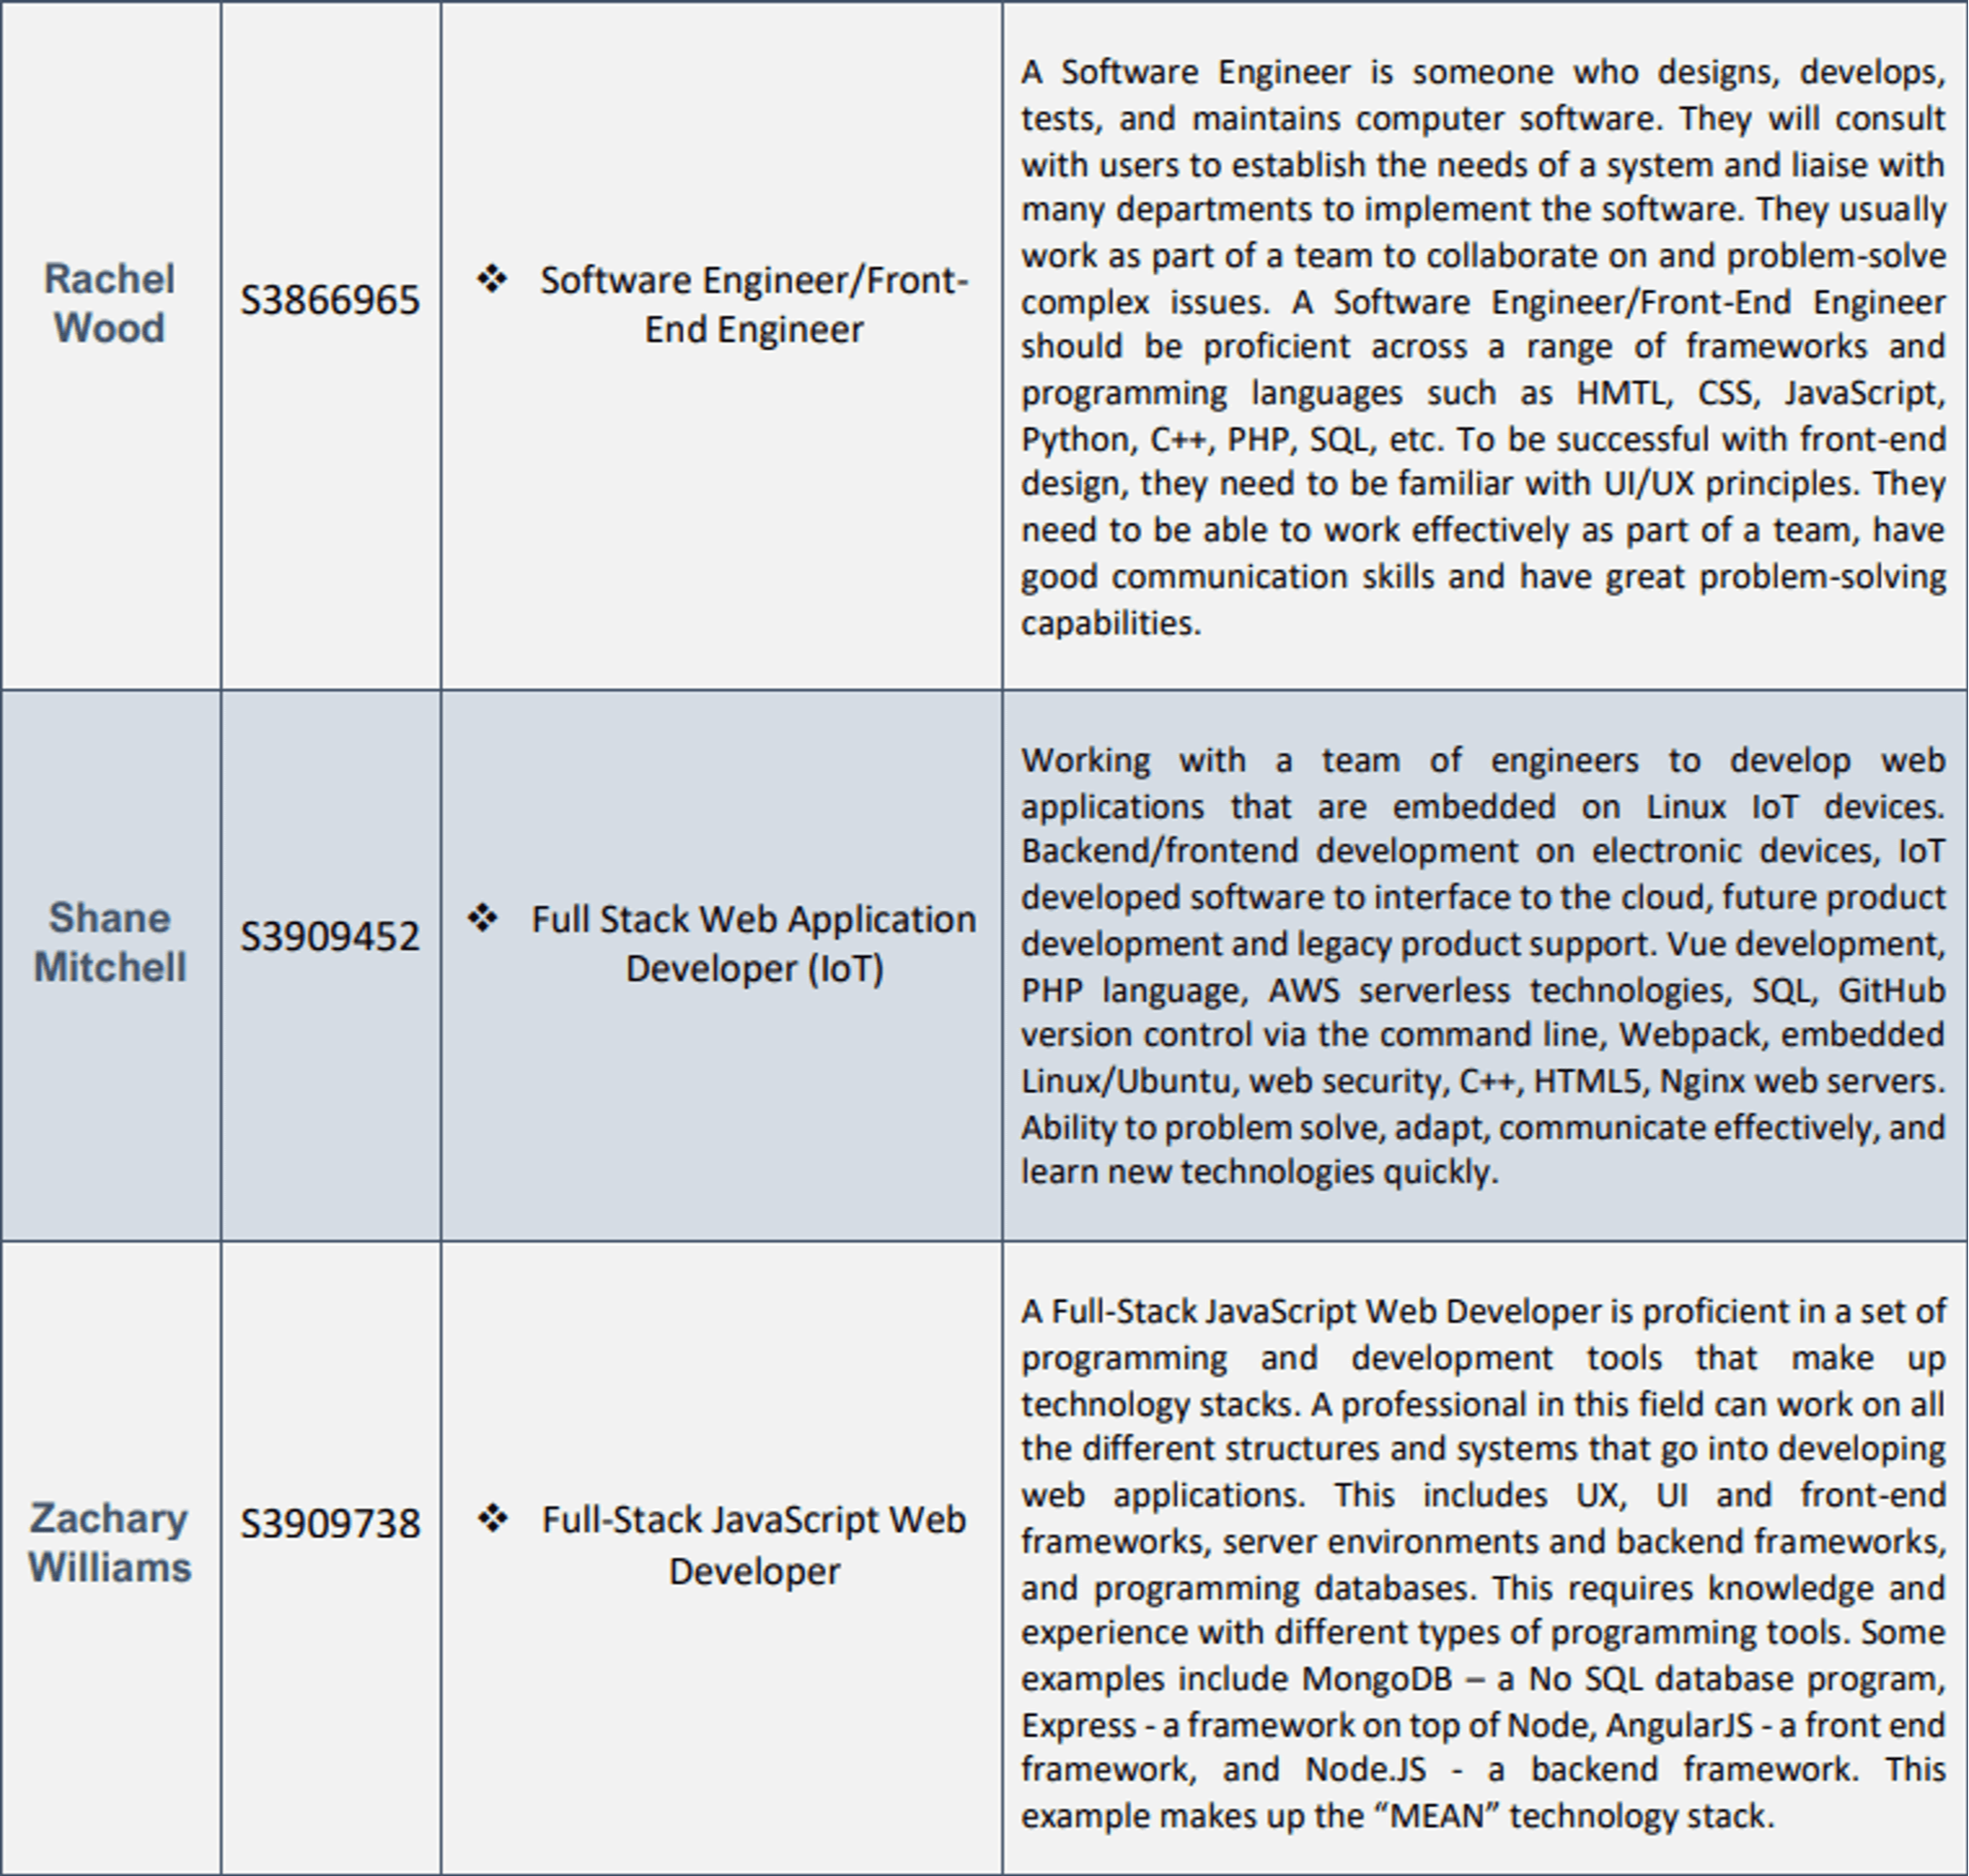 Rachel
Wood
S3866965
❖ Software Engineer/Front-
End Engineer
A Software Engineer is someone who designs, develops,
tests, and maintains computer software. They will consult
with users to establish the needs of a system and liaise with
many departments to implement the software. They usually
work as part of a team to collaborate on and problem-solve
complex issues. A Software Engineer/Front-End Engineer
should be proficient across a range of frameworks and
programming languages such as HMTL, CSS, JavaScript,
Python, C++, PHP, SQL, etc. To be successful with front-end
design, they need to be familiar with UI/UX principles. They
need to be able to work effectively as part of a team, have
good communication skills and have great problem-solving
capabilities.
Shane
Mitchell
S3909452
❖ Full Stack Web Application
Developer (IoT)
Working with a team of engineers to develop web
applications that are embedded on Linux IoT devices.
Backend/frontend development on electronic devices, IoT
developed software to interface to the cloud, future product
development and legacy product support. Vue development,
PHP language, AWS serverless technologies, SQL, GitHub
version control via the command line, Webpack, embedded
Linux/Ubuntu, web security, C++, HTML5, Nginx web servers.
Ability to problem solve, adapt, communicate effectively, and
learn new technologies quickly.
Zachary
Williams
S3909738
❖ Full-Stack JavaScript Web
Developer
A Full-Stack JavaScript Web Developer is proficient in a set of
programming and development tools that make up
technology stacks. A professional in this field can work on all
the different structures and systems that go into developing
web applications. This includes UX, UI and front-end
frameworks, server environments and backend frameworks,
and programming databases. This requires knowledge and
experience with different types of programming tools. Some
examples include MongoDB – a No SQL database program,
Express - a framework on top of Node, AngularJS - a front end
framework, and Node.JS - a backend framework. This
example makes up the “MEAN” technology stack.